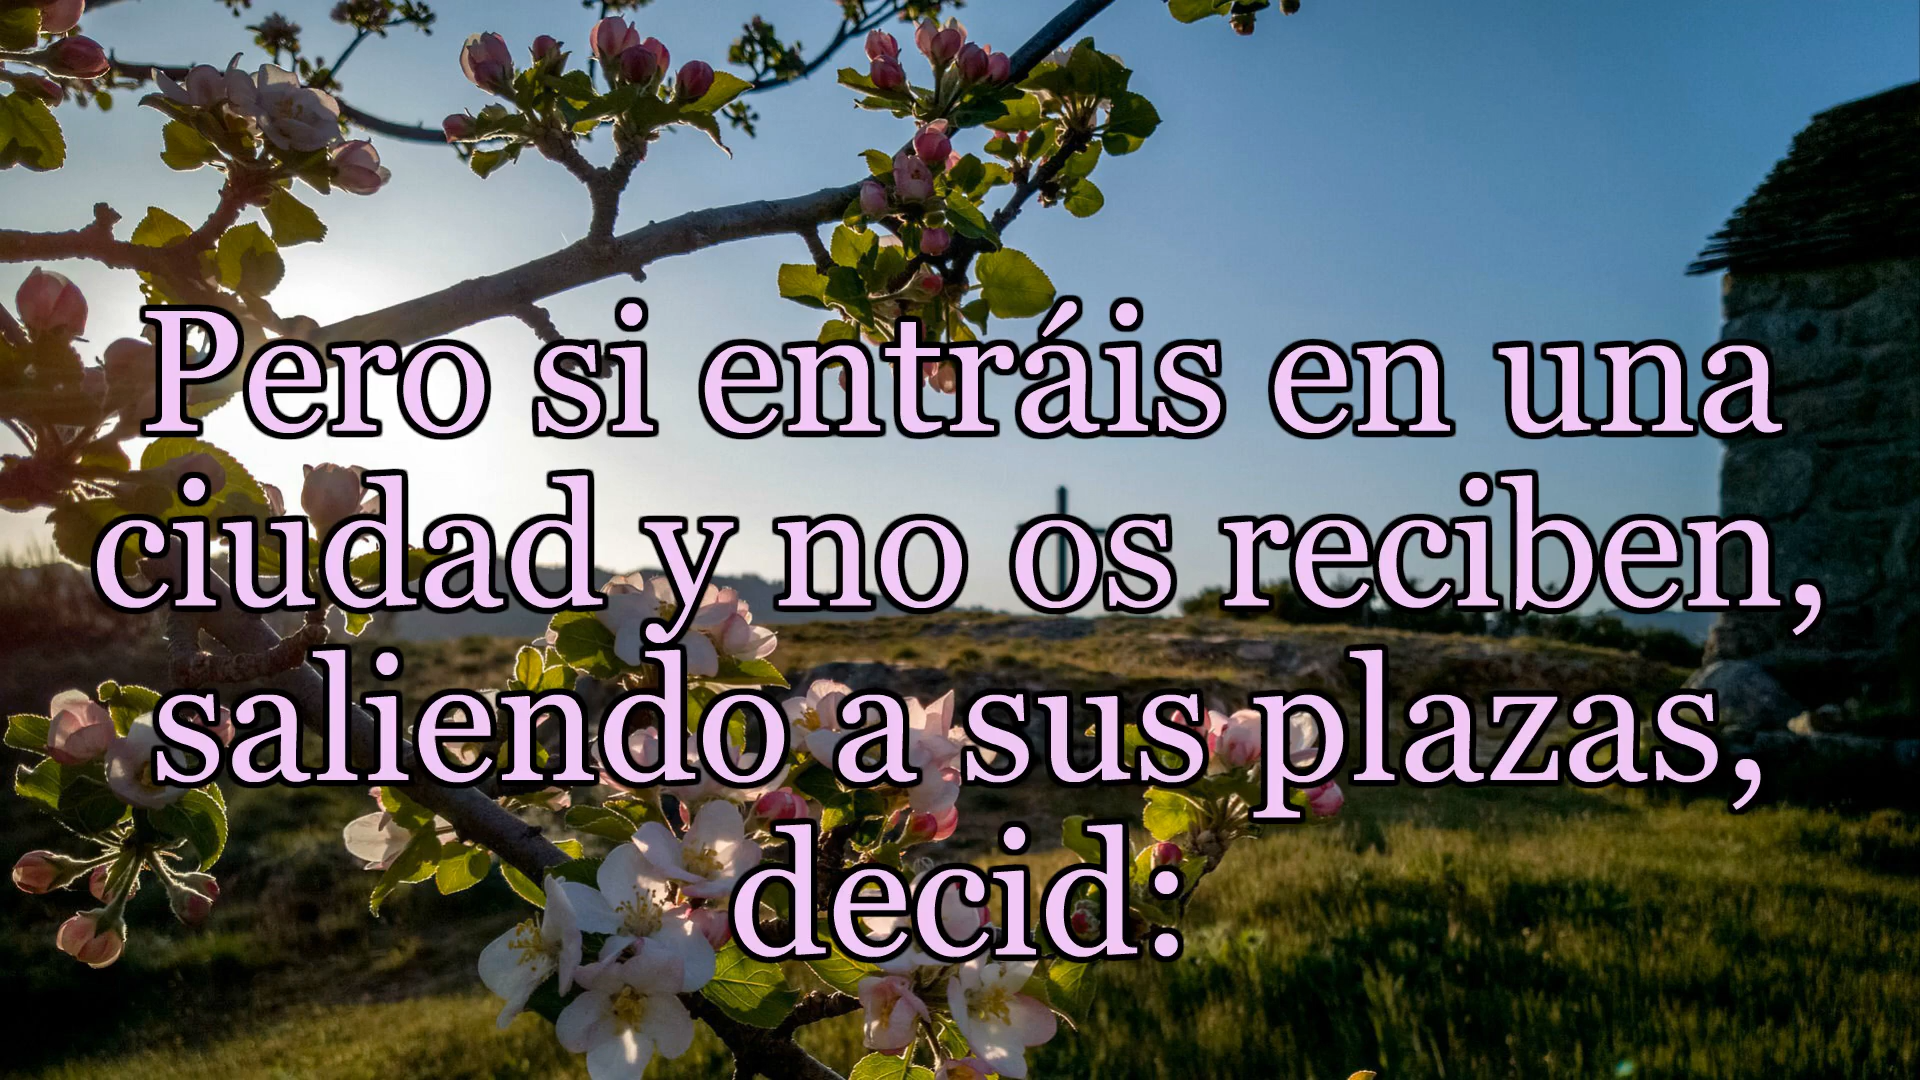 Pero si entráis en una
ciudad y no os reciben,
saliendo a sus plazas,
decid: